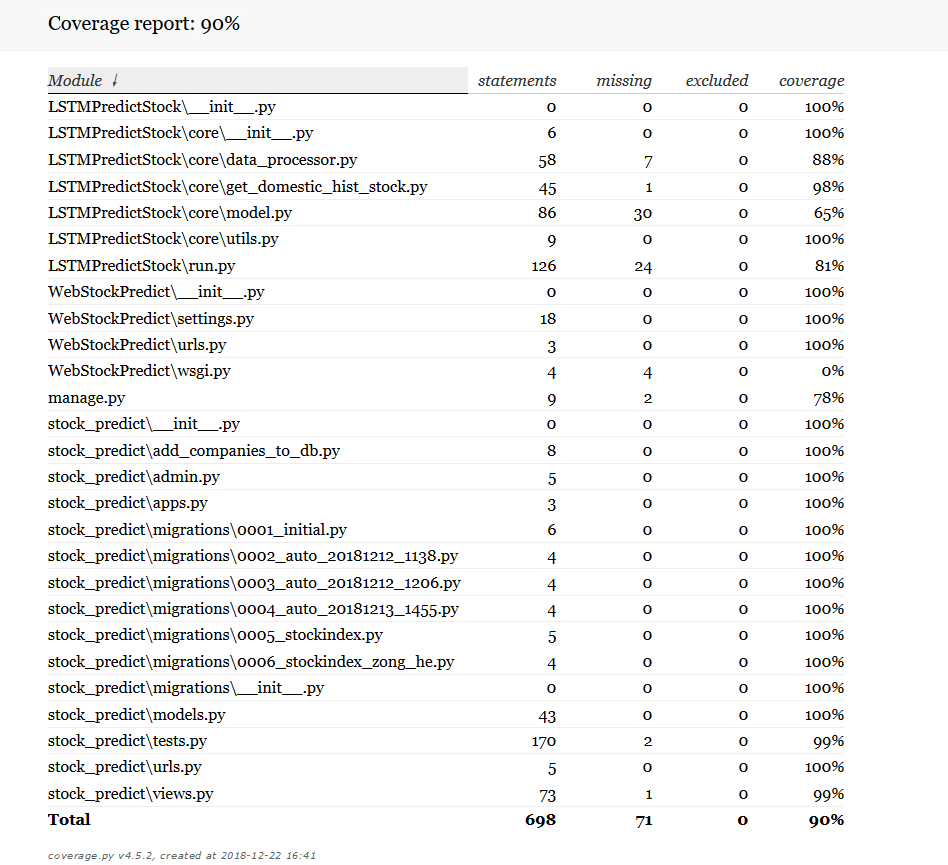 Coverage report: 90%
Module ↓ statements missing excluded coverage
LSTMPredictStock\__init__.py 0 0 0 100%
LSTMPredictStock\core\__init__.py 6 0 0 100%
LSTMPredictStock\core\data_processor.py 58 7 0 88%
LSTMPredictStock\core\get_domestic_hist_stock.py 45 1 0 98%
LSTMPredictStock\core\model.py 86 30 0 65%
LSTMPredictStock\core\utils.py 9 0 0 100%
LSTMPredictStock\run.py 126 24 0 81%
WebStockPredict\__init__.py 0 0 0 100%
WebStockPredict\settings.py 18 0 0 100%
WebStockPredict\urls.py 3 0 0 100%
WebStockPredict\wsgi.py 4 4 0 0%
manage.py 9 2 0 78%
stock_predict\__init__.py 0 0 0 100%
stock_predict\add_companies_to_db.py 8 0 0 100%
stock_predict\admin.py 5 0 0 100%
stock_predict\apps.py 3 0 0 100%
stock_predict\migrations\0001_initial.py 6 0 0 100%
stock_predict\migrations\0002_auto_20181212_1138.py 4 0 0 100%
stock_predict\migrations\0003_auto_20181212_1206.py 4 0 0 100%
stock_predict\migrations\0004_auto_20181213_1455.py 4 0 0 100%
stock_predict\migrations\0005_stockindex.py 5 0 0 100%
stock_predict\migrations\0006_stockindex_zong_he.py 4 0 0 100%
stock_predict\migrations\__init__.py 0 0 0 100%
stock_predict\models.py 43 0 0 100%
stock_predict\tests.py 170 2 0 99%
stock_predict\urls.py 5 0 0 100%
stock_predict\views.py 73 1 0 99%
Total 698 71 0 90%
coverage.py v4.5.2, created at 2018-12-22 16:41